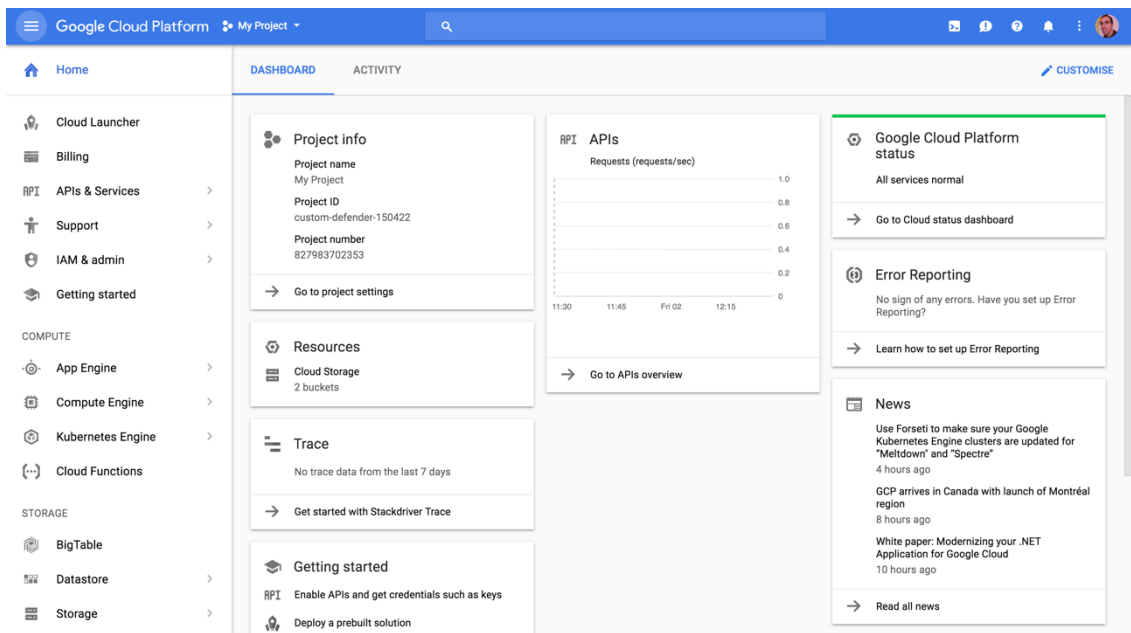 Google Cloud Platform
My Project
Home
Cloud Launcher
Billing
API
APIs & Services
Support
IAM & admin
Getting started
COMPUTE
App Engine
Compute Engine
Kubernetes Engine
Cloud Functions
STORAGE
BigTable
Datastore
Storage
DASHBOARD
ACTIVITY
CUSTOMISE
Project info
Project name
My Project
Project ID
custom-defender-150422
Project number
827983702353
Go to project settings
Resources
Cloud Storage
2 buckets
Trace
No trace data from the last 7 days
Get started with Stackdriver Trace
Getting started
API
Enable APIs and get credentials such as keys
Deploy a prebuilt solution
API
APIs
Requests (requests/sec)
1.0
0.8
0.6
0.4
0.2
0
11:30 11:45 Fri 02 12:15
Go to APIs overview
Google Cloud Platform
status
All services normal
Go to Cloud status dashboard
Error Reporting
No sign of any errors. Have you set up Error
Reporting?
Learn how to set up Error Reporting
News
Use Forseti to make sure your Google
Kubernetes Engine clusters are updated for
"Meltdown" and "Spectre"
4 hours ago
GCP arrives in Canada with launch of Montréal
region
8 hours ago
White paper: Modernizing your .NET
Application for Google Cloud
10 hours ago
Read all news